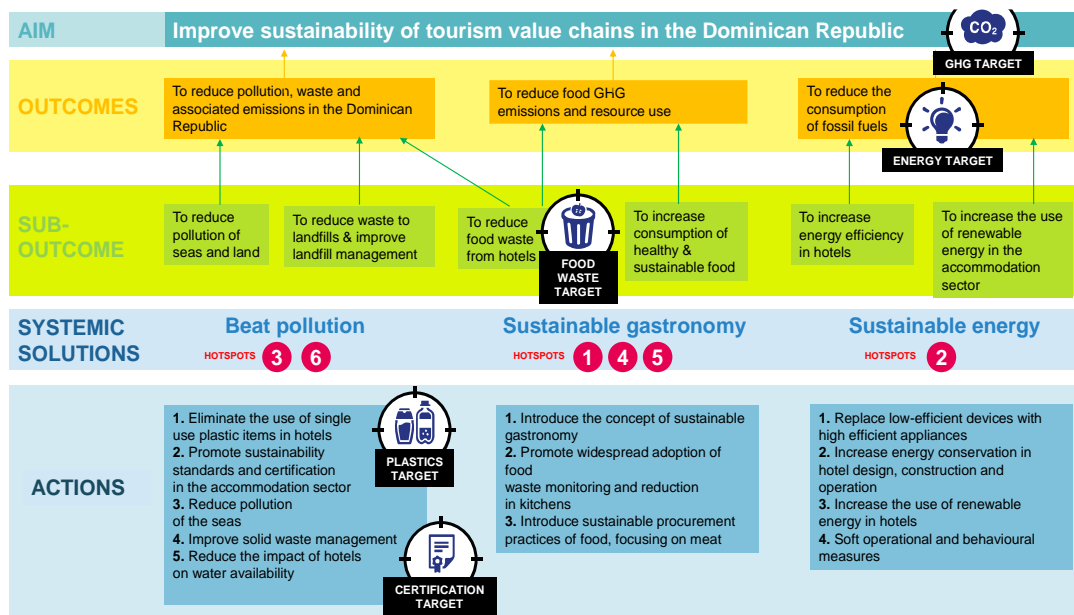 AIM
Improve sustainability of tourism value chains in the Dominican Republic
CO2
GHG TARGET
OUTCOMES
To reduce pollution, waste and
associated emissions in the Dominican
Republic
To reduce food GHG
emissions and resource use
To reduce the
consumption
of fossil fuels
ENERGY TARGET
SUB-
OUTCOME
To reduce
pollution of
seas and land
To reduce waste to
landfills & improve
landfill management
To reduce
food waste
from hotels
FOOD
WASTE
TARGET
To increase
consumption of
healthy &
sustainable food
To increase
energy efficiency
in hotels
To increase the use
of renewable
energy in the
accommodation
sector
SYSTEMIC
SOLUTIONS
Beat pollution
HOTSPOTS 3 6
Sustainable gastronomy
HOTSPOTS 1 4 5
Sustainable energy
HOTSPOTS 2
ACTIONS
1. Eliminate the use of single
use plastic items in hotels
2. Promote sustainability
standards and certification
in the accommodation sector
3. Reduce pollution
of the seas
4. Improve solid waste management
5. Reduce the impact of hotels
on water availability
PLASTICS
TARGET
CERTIFICATION
TARGET
1. Introduce the concept of sustainable
gastronomy
2. Promote widespread adoption of
food
waste monitoring and reduction
in kitchens
3. Introduce sustainable procurement
practices of food, focusing on meat
1. Replace low-efficient devices with
high efficient appliances
2. Increase energy conservation in
hotel design, construction and
operation
3. Increase the use of renewable
energy in hotels
4. Soft operational and behavioural
measures